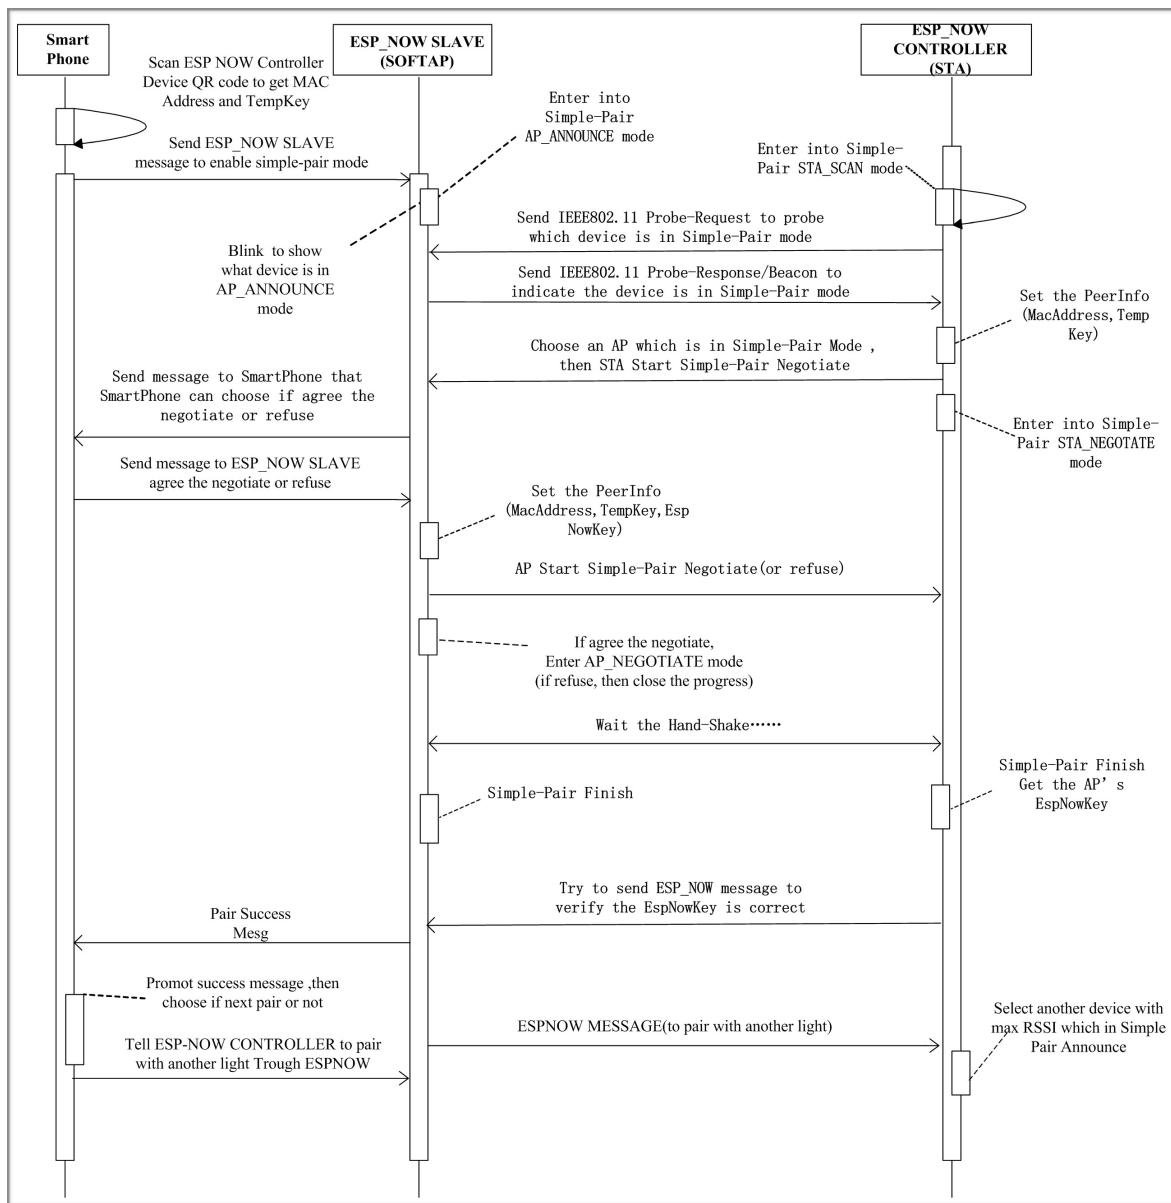 Smart
Phone
ESP_NOW SLAVE
(SOFTAP)
ESP_NOW
CONTROLLER
(STA)
Scan ESP NOW Controller
Device QR code to get MAC
Address and TempKey
Enter into
Simple-Pair
AP_ANNOUNCE mode
Send ESP_NOW SLAVE
message to enable simple-pair mode
Enter into Simple-
Pair STA_SCAN mode
Send IEEE802.11 Probe-Request to probe
which device is in Simple-Pair mode
Blink to show
what device is in
AP_ANNOUNCE
mode
Send IEEE802.11 Probe-Response/Beacon to
indicate the device is in Simple-Pair mode
Set the PeerInfo
(MacAddress,Temp
Key)
Choose an AP which is in Simple-Pair Mode ,
then STA Start Simple-Pair Negotiate
Send message to SmartPhone that
SmartPhone can choose if agree the
negotiate or refuse
Enter into Simple-
Pair STA_NEGOTATE
mode
Send message to ESP_NOW SLAVE
agree the negotiate or refuse
Set the PeerInfo
(MacAddress,TempKey,Esp
NowKey)
AP Start Simple-Pair Negotiate(or refuse)
If agree the negotiate,
Enter AP_NEGOTIATE mode
(if refuse, then close the progress)
Wait the Hand-Shake······
Simple-Pair Finish
Simple-Pair Finish
Get the AP’s
EspNowKey
Try to send ESP_NOW message to
verify the EspNowKey is correct
Pair Success
Mesg
Promot success message ,then
choose if next pair or not
ESPNOW MESSAGE(to pair with another light)
Select another device with
max RSSI which in Simple
Pair Announce
Tell ESP-NOW CONTROLLER to pair
with another light Trough ESPNOW